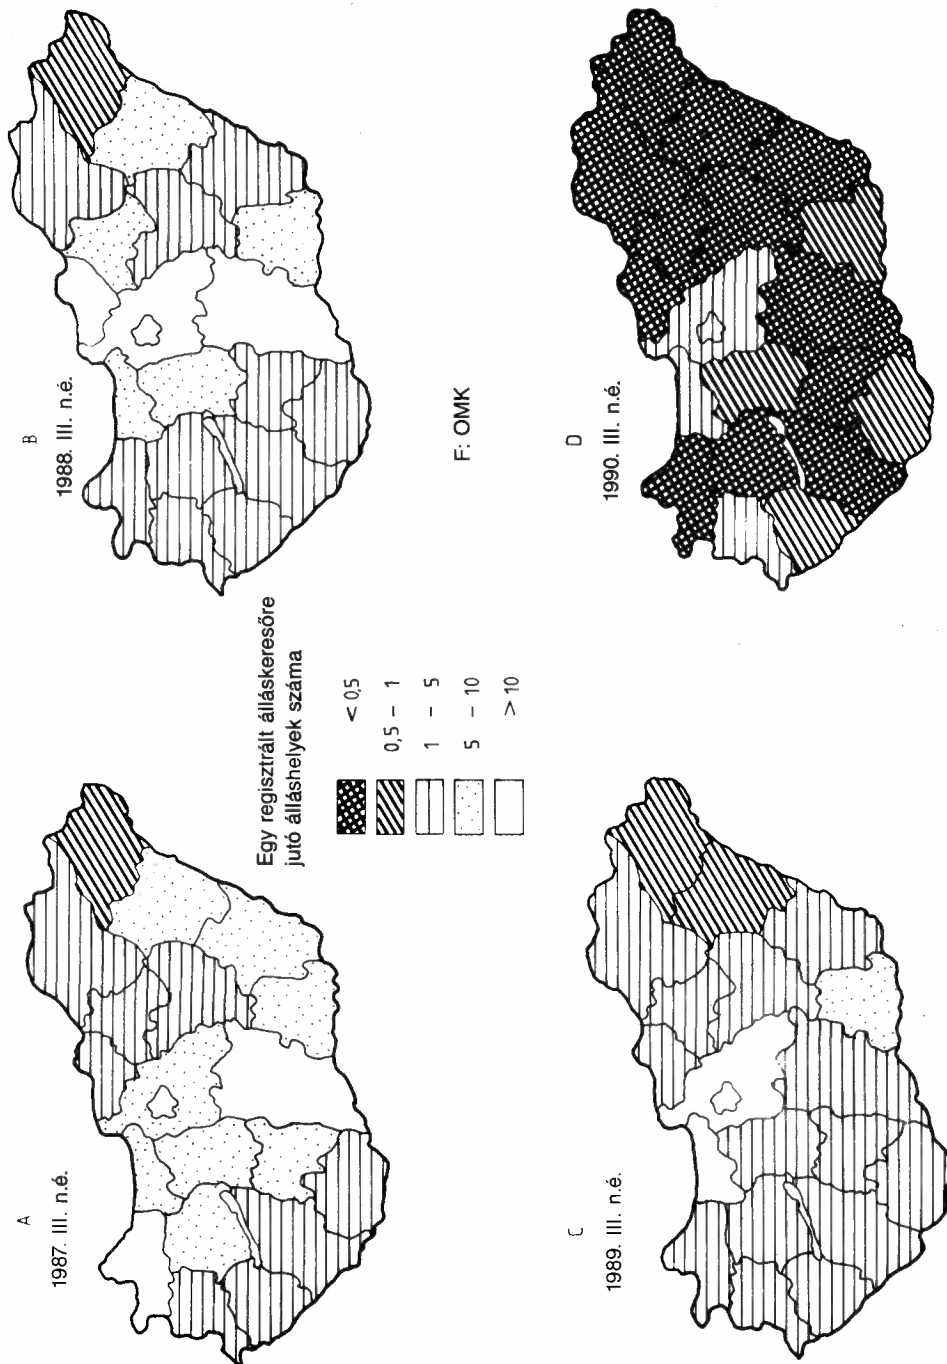 A
1987. III. n.é.
B
1988. III. n.é.
Egy regisztrált álláskeresőre
jutó álláshelyek száma
< 0,5
0,5 – 1
1 – 5
5 – 10
> 10
F: OMK
C
1989. III. n.é.
D
1990. III. n.é.